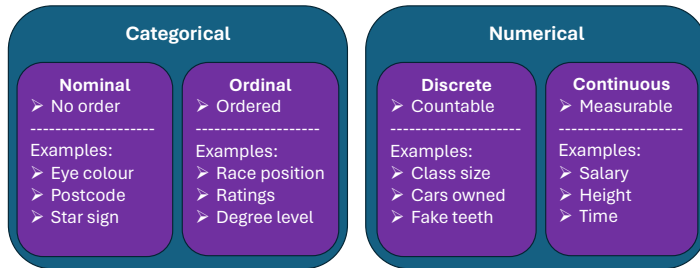 Categorical
Nominal
➢ No order
--------------------
Examples:
➢ Eye colour
➢ Postcode
➢ Star sign
Ordinal
➢ Ordered
--------------------
Examples:
➢ Race position
➢ Ratings
➢ Degree level
Numerical
Discrete
➢ Countable
--------------------
Examples:
➢ Class size
➢ Cars owned
➢ Fake teeth
Continuous
➢ Measurable
--------------------
Examples:
➢ Salary
➢ Height
➢ Time